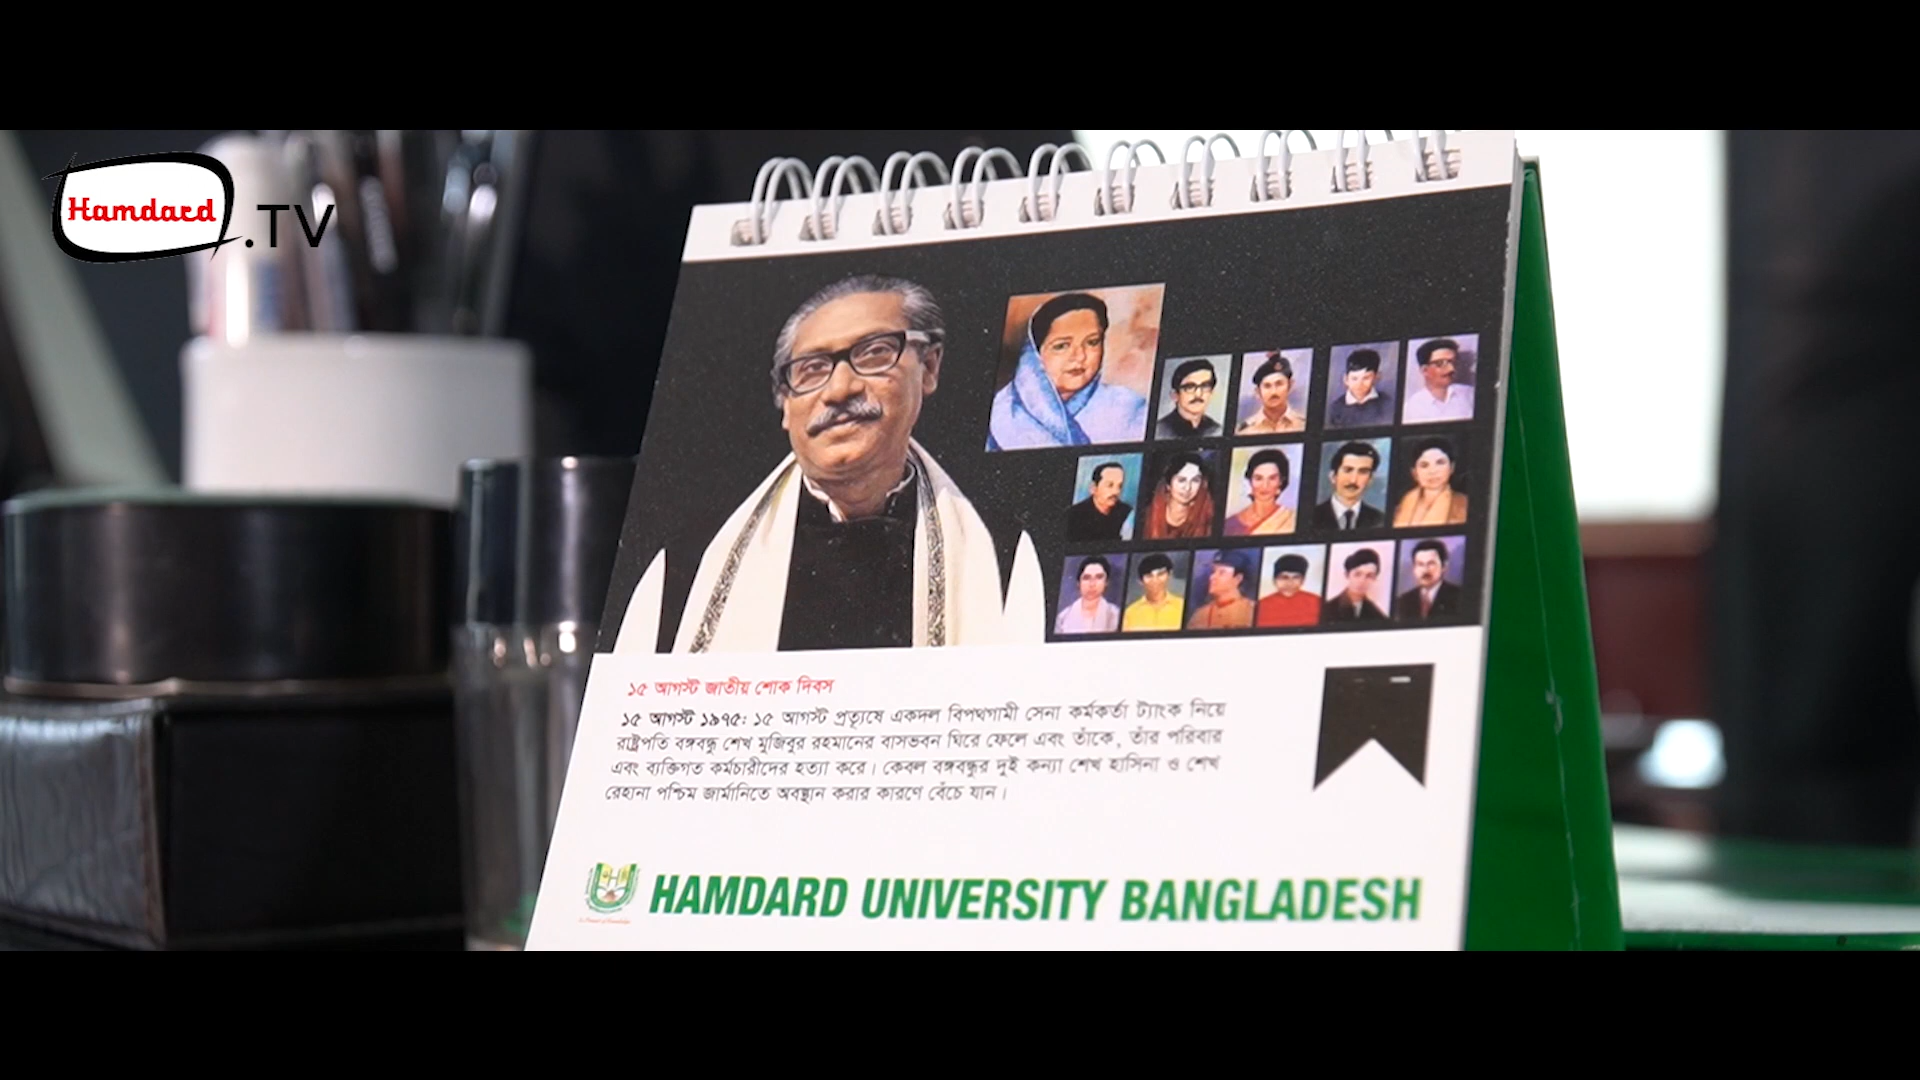 Hamdard
.TV
১৫ আগস্ট জাতীয় শোক দিবস
১৫ আগস্ট ১৯৭৫: ১৫ আগস্ট প্রত্যূষে একদল বিপথগামী সেনা কর্মকর্তা ট্যাংক নিয়ে
রাষ্ট্রপতি বঙ্গবন্ধু শেখ মুজিবুর রহমানের বাসভবন ঘিরে ফেলে এবং তাঁকে, তাঁর পরিবার
এবং ব্যক্তিগত কর্মচারীদের হত্যা করে। কেবল বঙ্গবন্ধুর দুই কন্যা শেখ হাসিনা ও শেখ
রেহানা পশ্চিম জার্মানিতে অবস্থান করার কারণে বেঁচে যান।
HAMDARD UNIVERSITY BANGLADESH